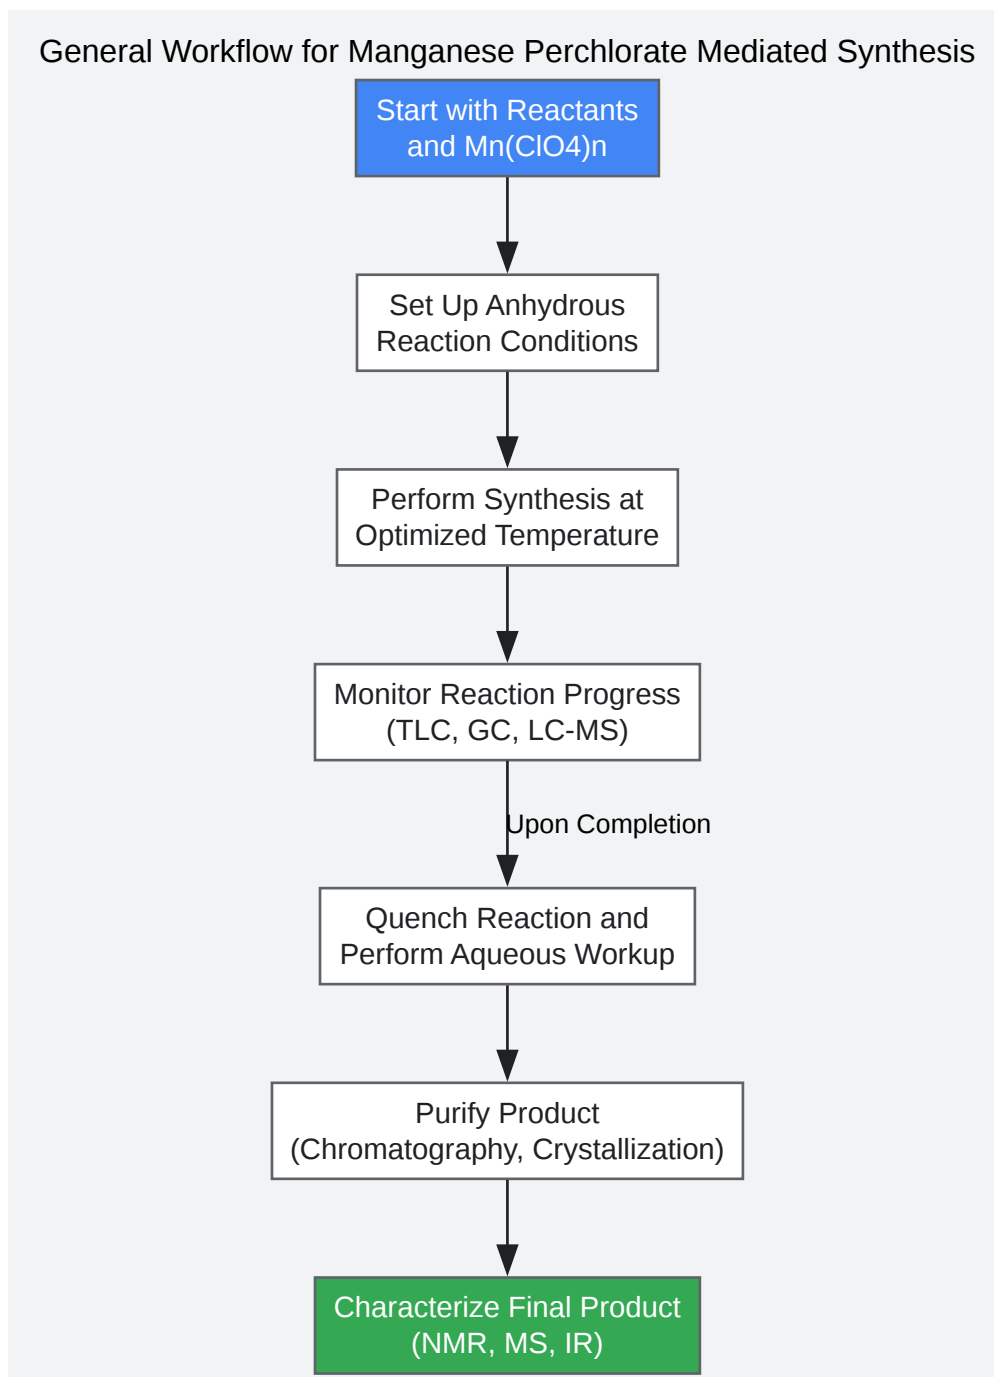 General Workflow for Manganese Perchlorate Mediated Synthesis
Start with Reactants
and Mn(ClO4)n
Set Up Anhydrous
Reaction Conditions
Perform Synthesis at
Optimized Temperature
Monitor Reaction Progress
(TLC, GC, LC-MS)
Upon Completion
Quench Reaction and
Perform Aqueous Workup
Purify Product
(Chromatography, Crystallization)
Characterize Final Product
(NMR, MS, IR)